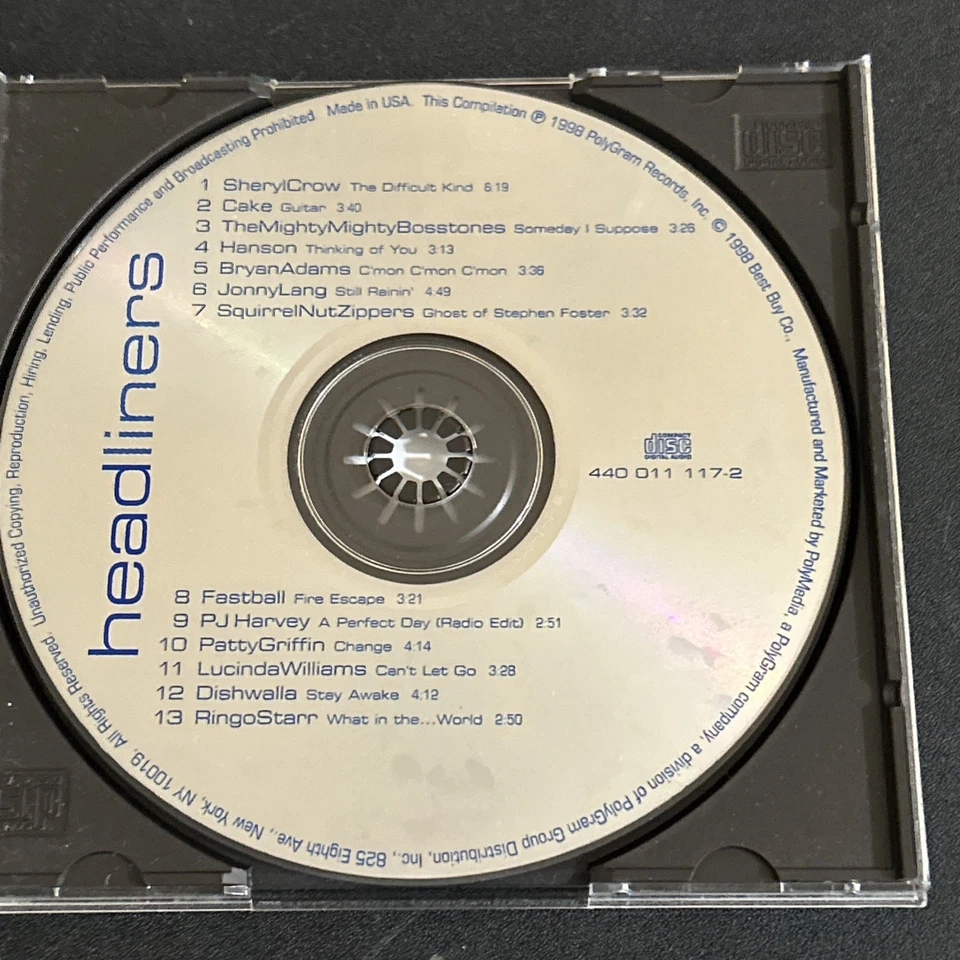 1 SherylCrow The Difficult Kind 6:19
2 Cake Guitar 3:40
3 TheMightyMightyBosstones Someday I Suppose 3:26
4 Hanson Thinking of You 3:13
5 BryanAdams C'mon C'mon C'mon 3:36
6 JonnyLang Still Rainin' 4:49
7 SquirrelNutZippers Ghost of Stephen Foster 3:32
headliners
COMPACT
disc
DIGITAL AUDIO
440 011 117-2
8 Fastball Fire Escape 3:21
9 PJ Harvey A Perfect Day (Radio Edit) 2:51
10 PattyGriffin Change 4:14
11 LucindaWilliams Can't Let Go 3:28
12 Dishwalla Stay Awake 4:12
13 RingoStarr What in the...World 2:50
All Rights Reserved. Unauthorized Copying, Reproduction, Hiring, Lending, Public Performance and Broadcasting Prohibited Made in USA. This Compilation ℗ 1998 PolyGram Records, Inc. © 1998 Best Buy Co., Manufactured and Marketed by PolyMedia, a PolyGram company, a division of PolyGram Group Distribution, Inc., 825 Eighth Ave., New York, NY 10019.
disc